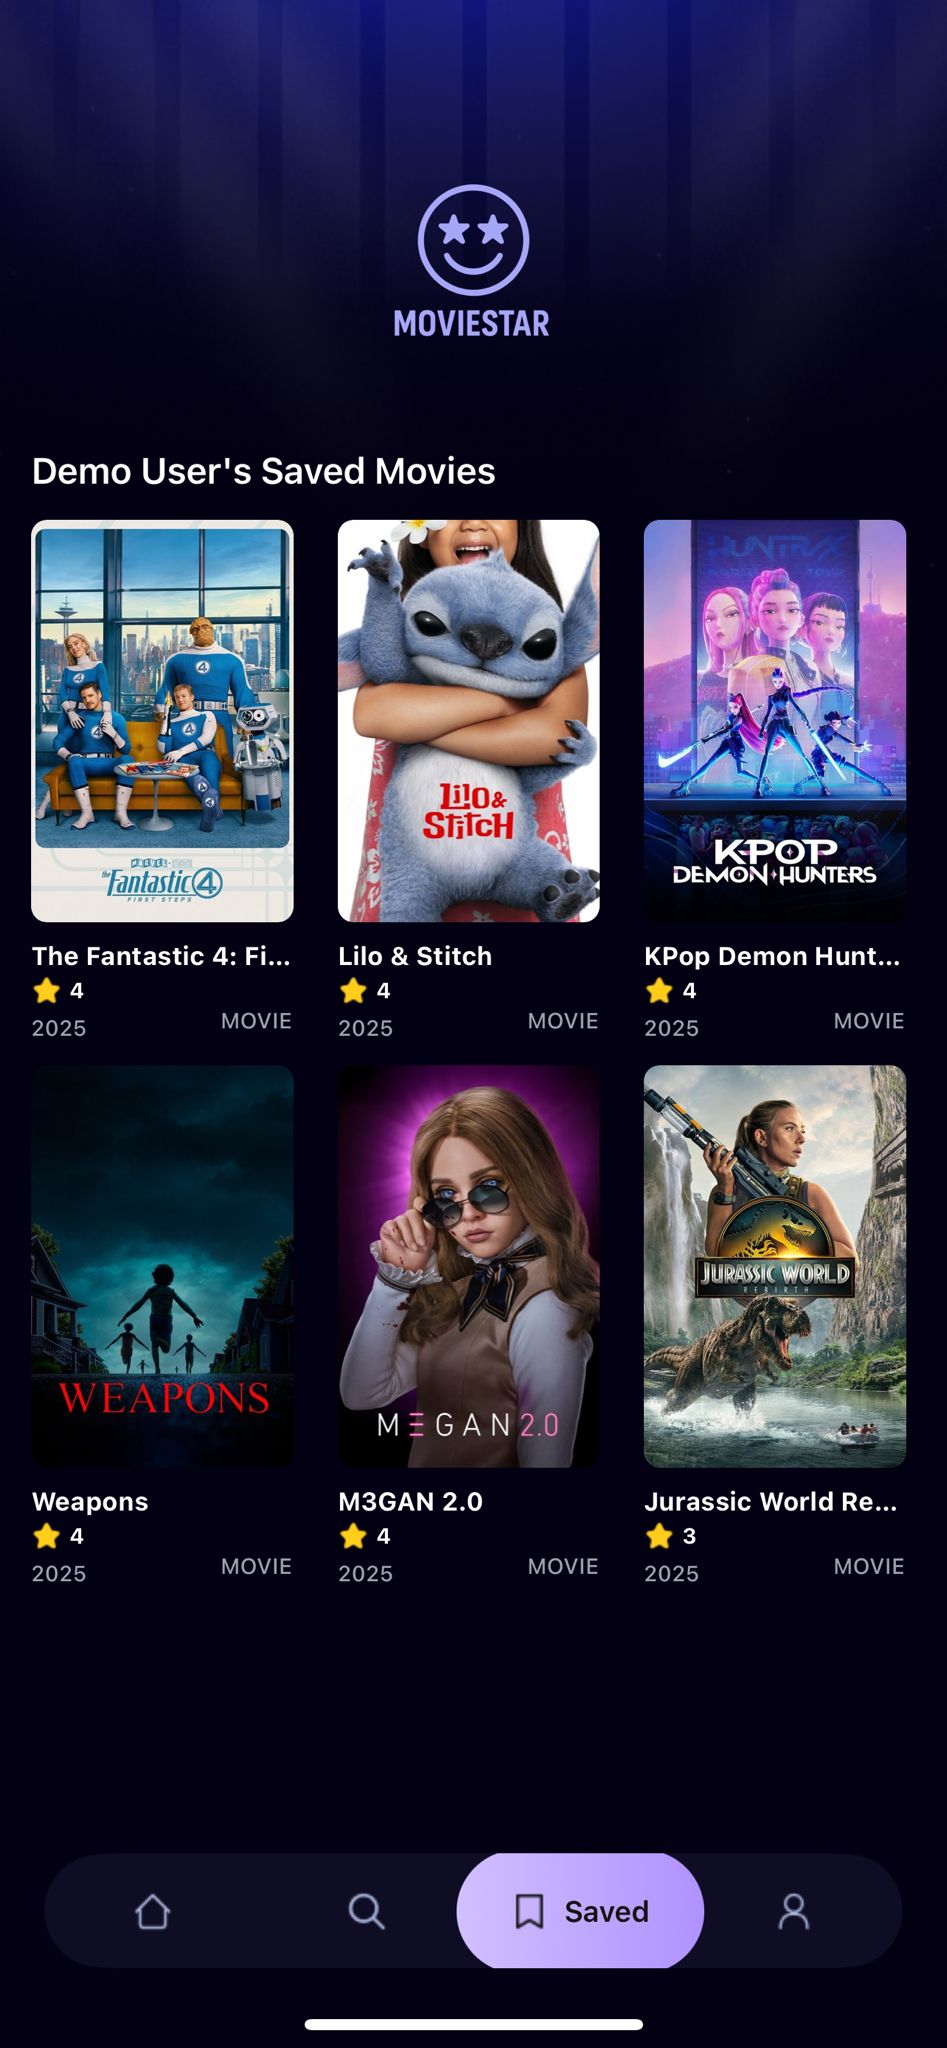 MOVIESTAR
Demo User's Saved Movies
MARVEL STUDIOS
the Fantastic 4
FIRST STEPS
Lilo &
Stitch
HUNTR/X
WORLD TOUR
KPOP
DEMON HUNTERS
The Fantastic 4: Fi...
4
2025
MOVIE
Lilo & Stitch
4
2025
MOVIE
KPop Demon Hunt...
4
2025
MOVIE
WEAPONS
M3GAN 2.0
JURASSIC WORLD
REBIRTH
Weapons
4
2025
MOVIE
M3GAN 2.0
4
2025
MOVIE
Jurassic World Re...
3
2025
MOVIE
Saved